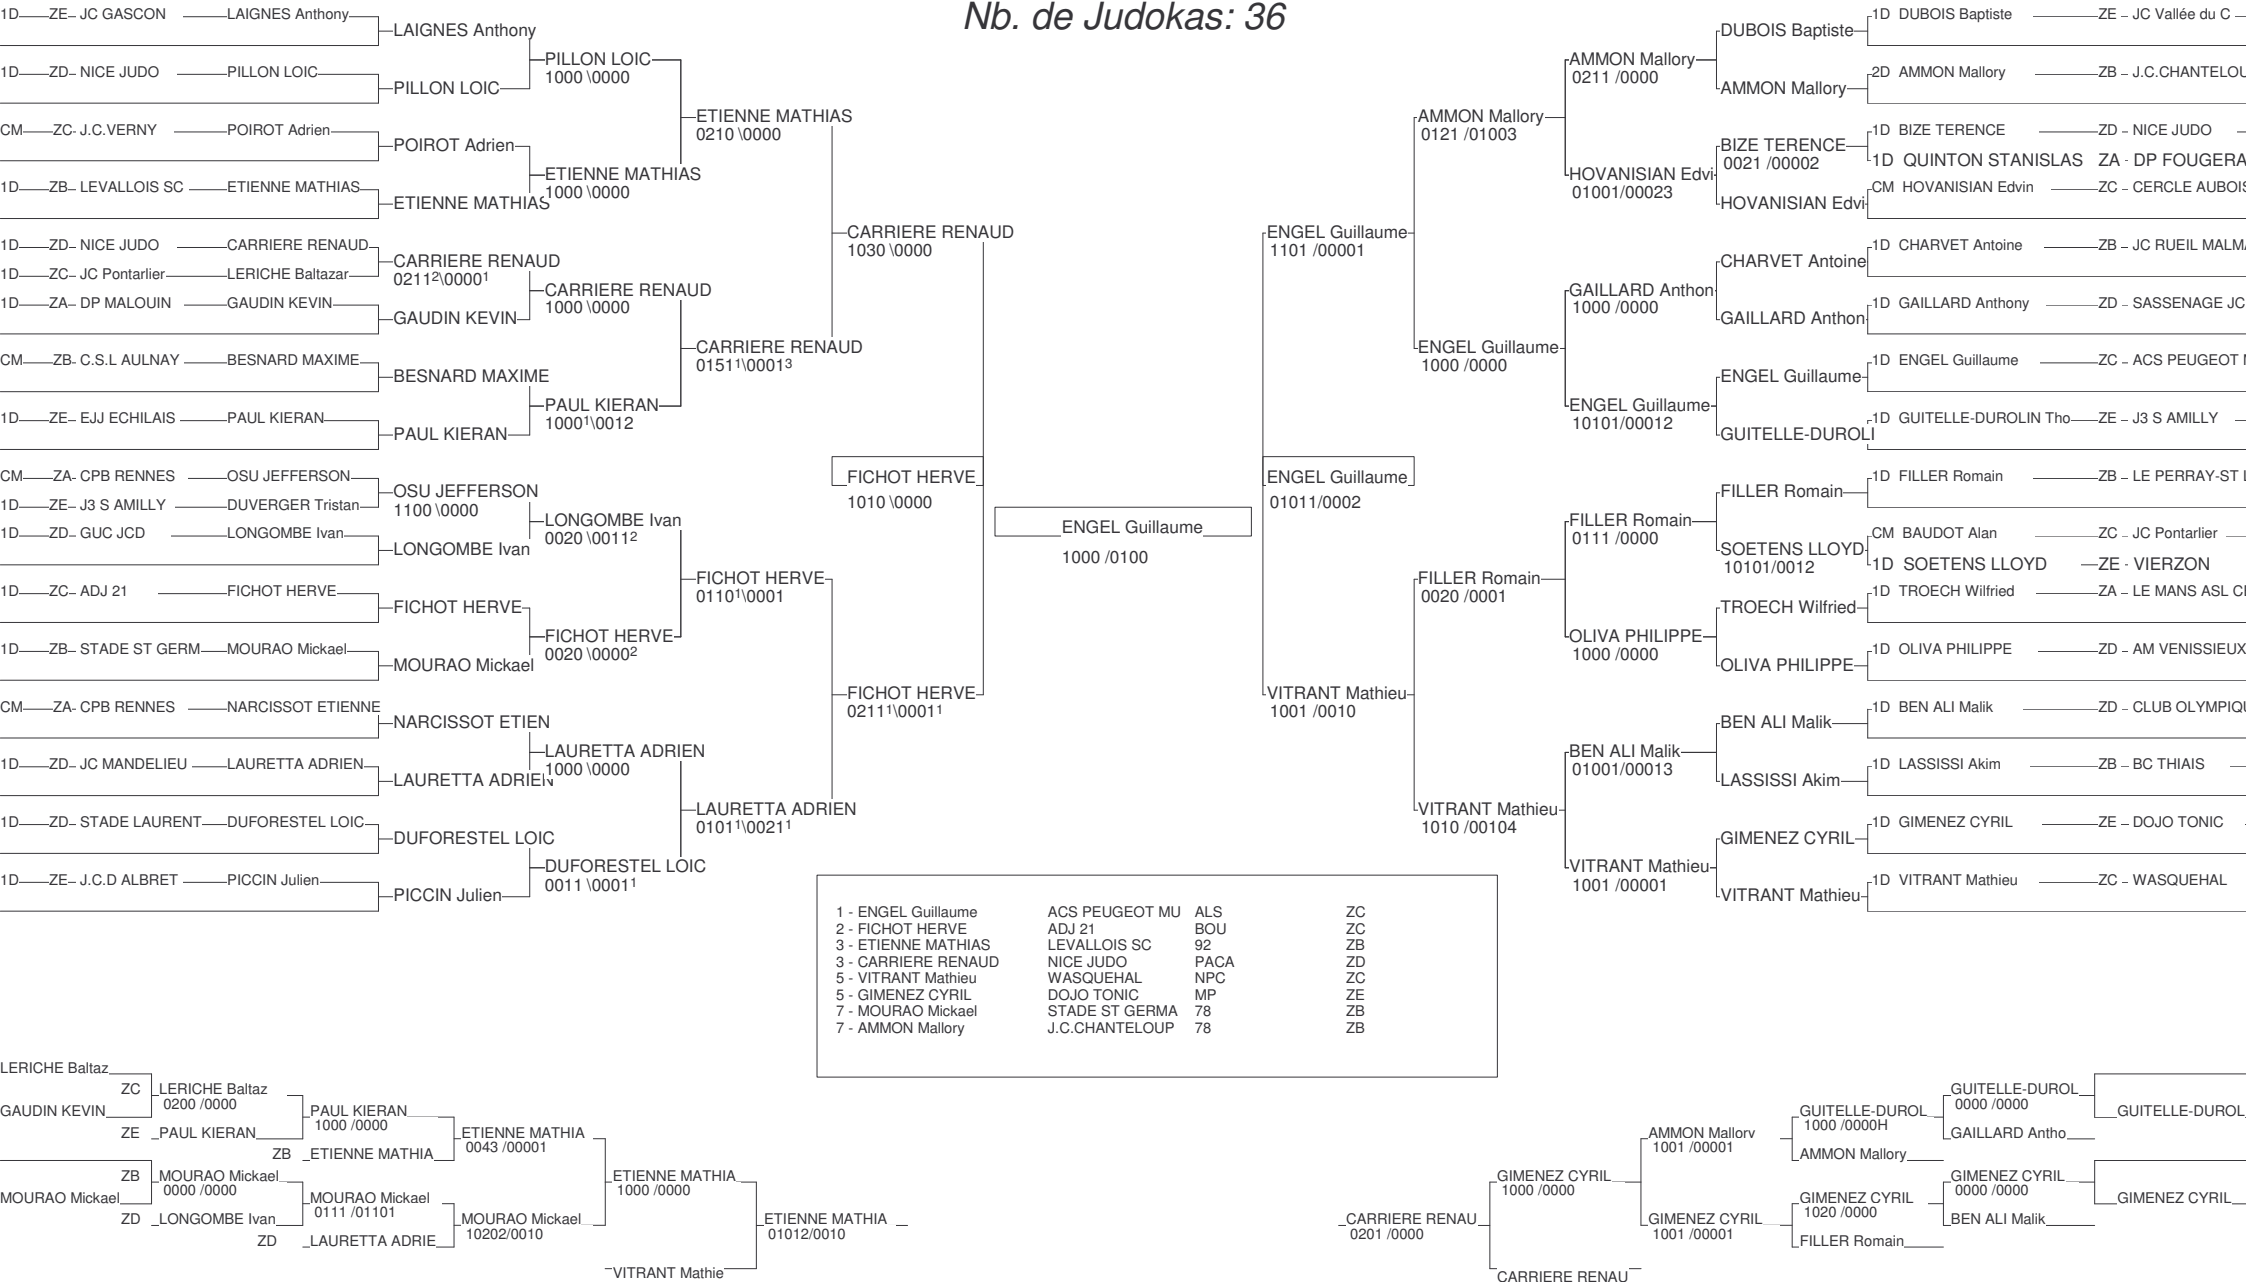 Nb. de Judokas: 36
1D ZE- JC GASCON LAIGNES Anthony
1D ZD- NICE JUDO PILLON LOIC
CM ZC- J.C.VERNY POIROT Adrien
1D ZB- LEVALLOIS SC ETIENNE MATHIAS
1D ZD- NICE JUDO CARRIERE RENAUD
1D ZC- JC Pontarlier LERICHE Baltazar
1D ZA- DP MALOUIN GAUDIN KEVIN
CM ZB- C.S.L AULNAY BESNARD MAXIME
1D ZE- EJJ ECHILAIS PAUL KIERAN
CM ZA- CPB RENNES OSU JEFFERSON
1D ZE- J3 S AMILLY DUVERGER Tristan
1D ZD- GUC JCD LONGOMBE Ivan
1D ZC- ADJ 21 FICHOT HERVE
1D ZB- STADE ST GERM MOURAO Mickael
CM ZA- CPB RENNES NARCISSOT ETIENNE
1D ZD- JC MANDELIEU LAURETTA ADRIEN
1D ZD- STADE LAURENT DUFORESTEL LOIC
1D ZE- J.C.D ALBRET PICCIN Julien
LAIGNES Anthony
PILLON LOIC
POIROT Adrien
ETIENNE MATHIAS
CARRIERE RENAUD
0211² \0000¹
GAUDIN KEVIN
BESNARD MAXIME
PAUL KIERAN
OSU JEFFERSON
1100 \0000
LONGOMBE Ivan
FICHOT HERVE
MOURAO Mickael
NARCISSOT ETIEN
LAURETTA ADRIEN
DUFORESTEL LOIC
PICCIN Julien
PILLON LOIC
1000 \0000
ETIENNE MATHIAS
1000 \0000
CARRIERE RENAUD
1000 \0000
PAUL KIERAN
1000¹\0012
LONGOMBE Ivan
0020 \0011²
FICHOT HERVE
0020 \0000²
LAURETTA ADRIEN
1000 \0000
DUFORESTEL LOIC
0011 \0001¹
ETIENNE MATHIAS
0210 \0000
CARRIERE RENAUD
0151¹\0001³
FICHOT HERVE
0110¹\0001
LAURETTA ADRIEN
0101¹\0021¹
CARRIERE RENAUD
1030 \0000
FICHOT HERVE
0211¹\0001¹
FICHOT HERVE
1010 \0000
ENGEL Guillaume
1000 /0100
ENGEL Guillaume
01011/0002
ENGEL Guillaume
1101 /00001
VITRANT Mathieu
1001 /0010
AMMON Mallory
0121 /01003
ENGEL Guillaume
1000 /0000
FILLER Romain
0020 /0001
VITRANT Mathieu
1010 /00104
AMMON Mallory
0211 /0000
HOVANISIAN Edvi
01001/00023
GAILLARD Anthon
1000 /0000
ENGEL Guillaume
10101/00012
FILLER Romain
0111 /0000
OLIVA PHILIPPE
1000 /0000
BEN ALI Malik
01001/00013
VITRANT Mathieu
1001 /00001
DUBOIS Baptiste
AMMON Mallory
BIZE TERENCE
0021 /00002
HOVANISIAN Edvi
CHARVET Antoine
GAILLARD Anthon
ENGEL Guillaume
GUITELLE-DUROLI
FILLER Romain
SOETENS LLOYD
10101/0012
TROECH Wilfried
OLIVA PHILIPPE
BEN ALI Malik
LASSISSI Akim
GIMENEZ CYRIL
VITRANT Mathieu
1D DUBOIS Baptiste ZE - JC Vallée du C
2D AMMON Mallory ZB - J.C.CHANTELOU
1D BIZE TERENCE ZD - NICE JUDO
1D QUINTON STANISLAS ZA - DP FOUGERA
CM HOVANISIAN Edvin ZC - CERCLE AUBOIS
1D CHARVET Antoine ZB - JC RUEIL MALMA
1D GAILLARD Anthony ZD - SASSENAGE JC
1D ENGEL Guillaume ZC - ACS PEUGEOT M
1D GUITELLE-DUROLIN Tho ZE - J3 S AMILLY
1D FILLER Romain ZB - LE PERRAY-ST L
CM BAUDOT Alan ZC - JC Pontarlier
1D SOETENS LLOYD ZE - VIERZON
1D TROECH Wilfried ZA - LE MANS ASL CH
1D OLIVA PHILIPPE ZD - AM VENISSIEUX
1D BEN ALI Malik ZD - CLUB OLYMPIQU
1D LASSISSI Akim ZB - BC THIAIS
1D GIMENEZ CYRIL ZE - DOJO TONIC
1D VITRANT Mathieu ZC - WASQUEHAL
1 - ENGEL Guillaume ACS PEUGEOT MU ALS ZC
2 - FICHOT HERVE ADJ 21 BOU ZC
3 - ETIENNE MATHIAS LEVALLOIS SC 92 ZB
3 - CARRIERE RENAUD NICE JUDO PACA ZD
5 - VITRANT Mathieu WASQUEHAL NPC ZC
5 - GIMENEZ CYRIL DOJO TONIC MP ZE
7 - MOURAO Mickael STADE ST GERMA 78 ZB
7 - AMMON Mallory J.C.CHANTELOUP 78 ZB
LERICHE Baltaz
GAUDIN KEVIN
MOURAO Mickael
ZC LERICHE Baltaz
0200 /0000
ZE PAUL KIERAN
ZB MOURAO Mickael
0000 /0000
ZD LONGOMBE Ivan
PAUL KIERAN
1000 /0000
ZB ETIENNE MATHIA
MOURAO Mickael
0111 /01101
ZD LAURETTA ADRIE
ETIENNE MATHIA
0043 /00001
MOURAO Mickael
10202/0010
ETIENNE MATHIA
1000 /0000
VITRANT Mathie
ETIENNE MATHIA
01012/0010
CARRIERE RENAU
0201 /0000
GIMENEZ CYRIL
1000 /0000
CARRIERE RENAU
AMMON Mallory
1001 /00001
GIMENEZ CYRIL
1001 /00001
GUITELLE-DUROL
1000 /0000H
AMMON Mallory
GIMENEZ CYRIL
1020 /0000
FILLER Romain
GUITELLE-DUROL
0000 /0000
GAILLARD Antho
GIMENEZ CYRIL
0000 /0000
BEN ALI Malik
GUITELLE-DUROL
GIMENEZ CYRIL